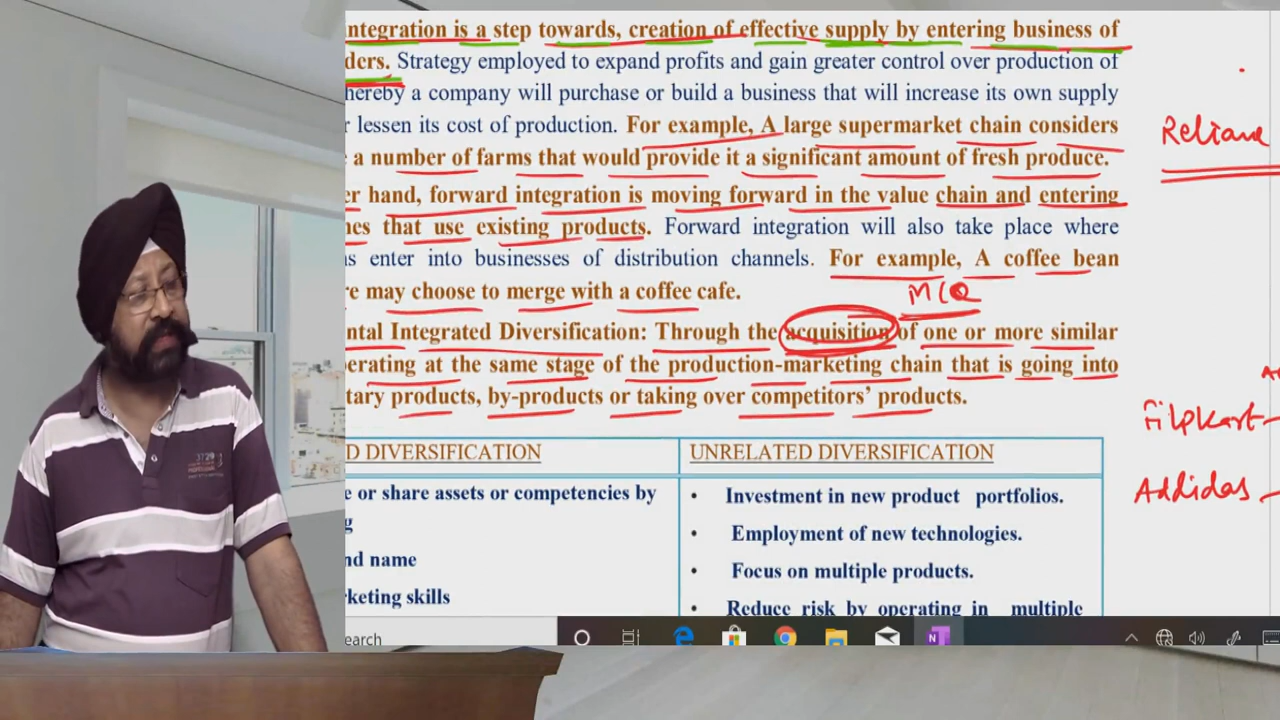 ntegration is a step towards, creation of effective supply by entering business of
ders. Strategy employed to expand profits and gain greater control over production of
hereby a company will purchase or build a business that will increase its own supply
r lessen its cost of production. For example, A large supermarket chain considers
Reliane
a number of farms that would provide it a significant amount of fresh produce.
er hand, forward integration is moving forward in the value chain and entering
nes that use existing products. Forward integration will also take place where
s enter into businesses of distribution channels. For example, A coffee bean
re may choose to merge with a coffee cafe.
MCQ
ntal Integrated Diversification: Through the acquisition of one or more similar
erating at the same stage of the production-marketing chain that is going into
tary products, by-products or taking over competitors' products.
Filpkart
D DIVERSIFICATION
UNRELATED DIVERSIFICATION
Addidas
e or share assets or competencies by
g
nd name
keting skills
• Investment in new product portfolios.
• Employment of new technologies.
• Focus on multiple products.
• Reduce risk by operating in multiple
earch